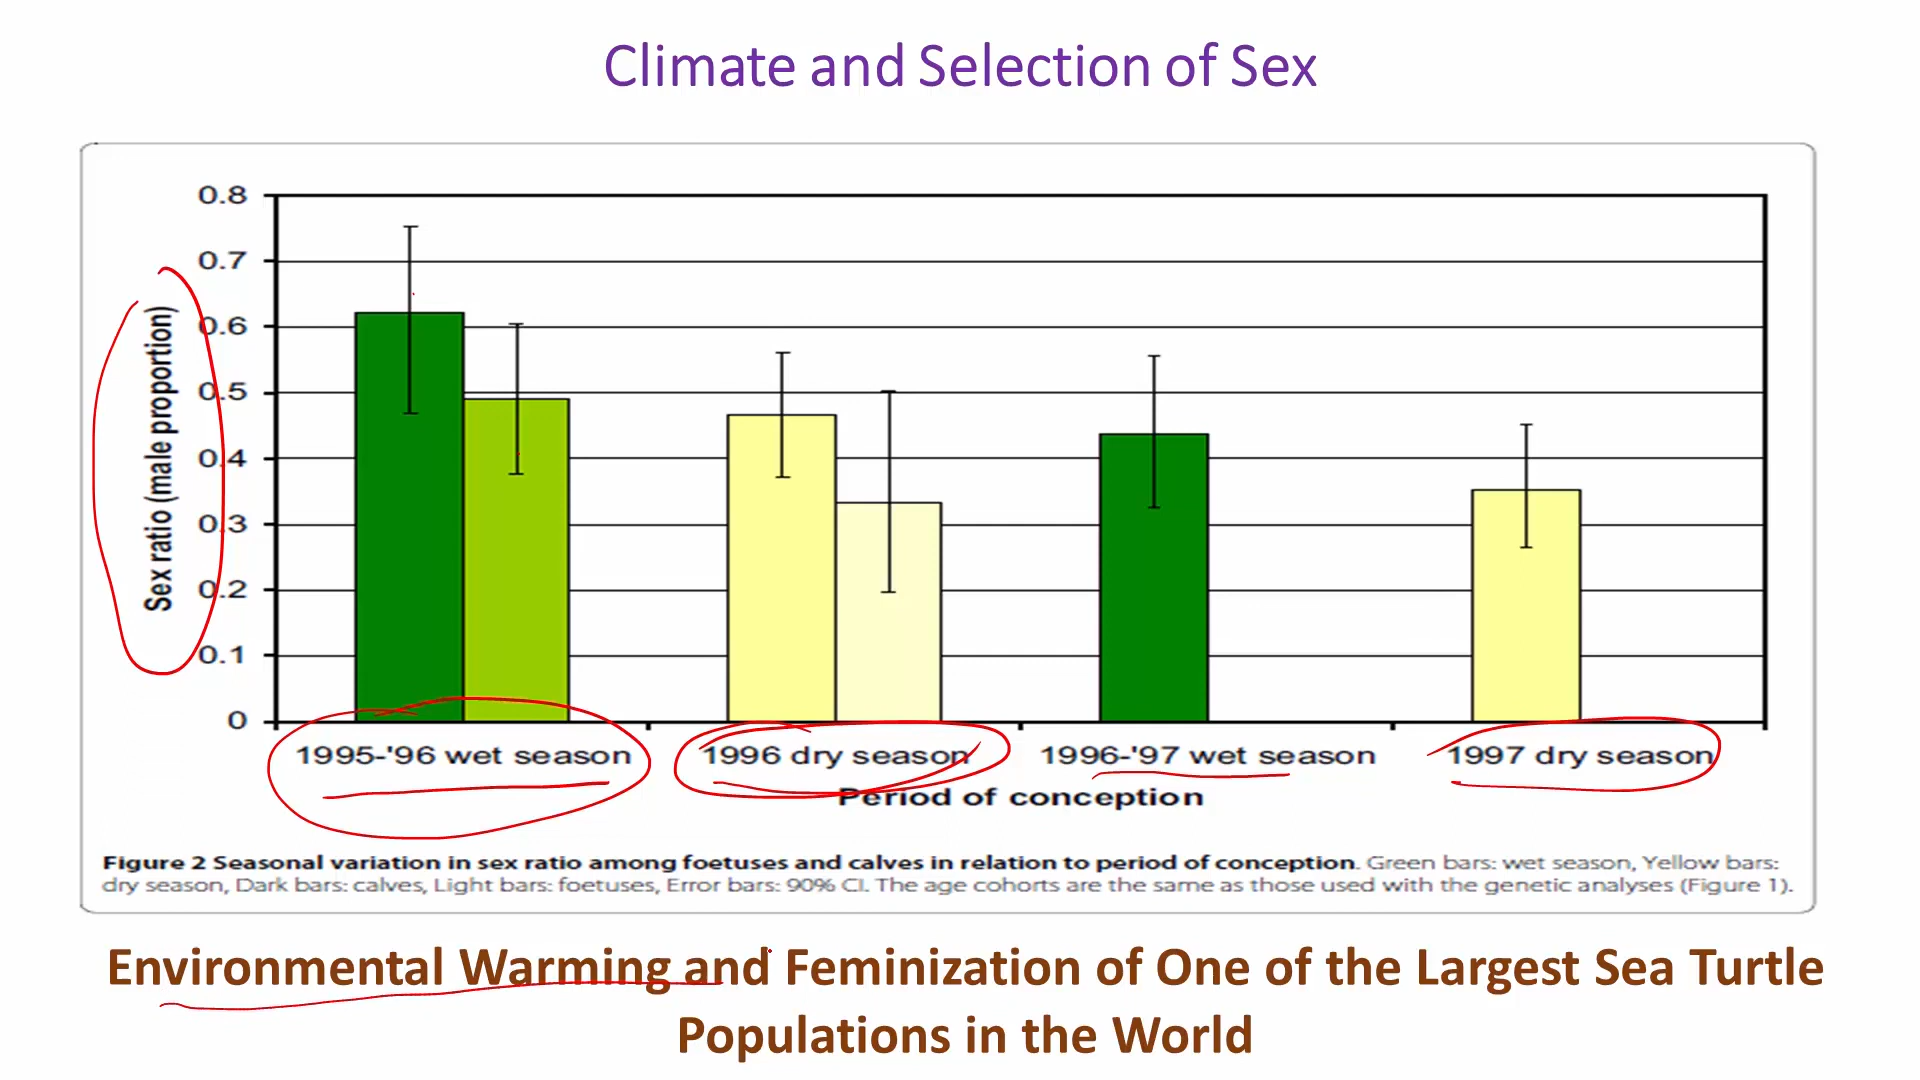 Climate and Selection of Sex
0.8
0.7
0.6
0.5
0.4
0.3
0.2
0.1
0
Sex ratio (male proportion)
1995-'96 wet season 1996 dry season 1996-'97 wet season 1997 dry season
Period of conception
Figure 2 Seasonal variation in sex ratio among foetuses and calves in relation to period of conception. Green bars: wet season, Yellow bars:
dry season, Dark bars: calves, Light bars: foetuses, Error bars: 90% CI. The age cohorts are the same as those used with the genetic analyses (Figure 1).
Environmental Warming and Feminization of One of the Largest Sea Turtle
Populations in the World